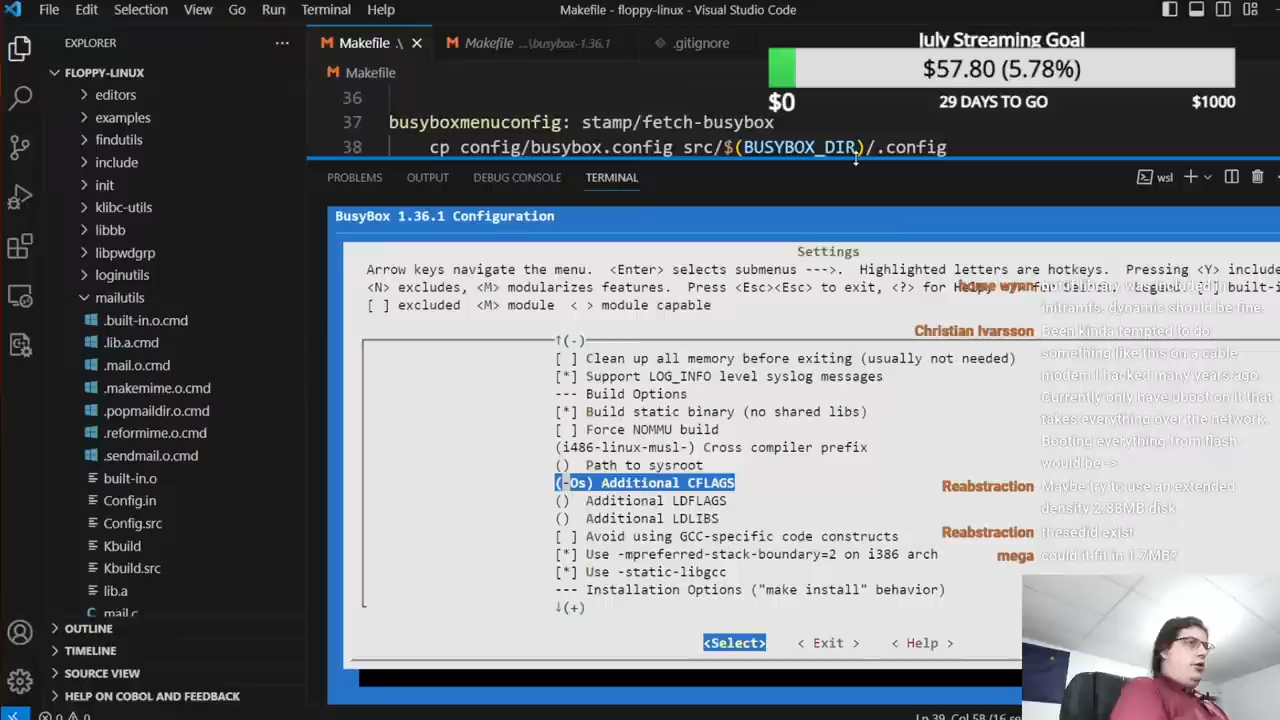 File Edit Selection View Go Run Terminal Help
Makefile - floppy-linux - Visual Studio Code
EXPLORER ...
FLOPPY-LINUX
editors
examples
findutils
include
init
klibc-utils
libbb
libpwdgrp
loginutils
mailutils
.built-in.o.cmd
.lib.a.cmd
.mail.o.cmd
.makemime.o.cmd
.popmaildir.o.cmd
.reformime.o.cmd
.sendmail.o.cmd
built-in.o
Config.in
Config.src
Kbuild
Kbuild.src
lib.a
mail.c
OUTLINE
TIMELINE
SOURCE VIEW
HELP ON COBOL AND FEEDBACK
M Makefile .\
M Makefile ...\busybox-1.36.1
.gitignore
M Makefile
36
37 busyboxmenuconfig: stamp/fetch-busybox
38 cp config/busybox.config src/$(BUSYBOX_DIR)/.config
July Streaming Goal
$57.80 (5.78%)
$0 29 DAYS TO GO $1000
PROBLEMS OUTPUT DEBUG CONSOLE TERMINAL
wsl
BusyBox 1.36.1 Configuration
Settings
Arrow keys navigate the menu. <Enter> selects submenus --->. Highlighted letters are hotkeys. Pressing <Y> include
<N> excludes, <M> modularizes features. Press <Esc><Esc> to exit, <?> for
[ ] excluded <M> module < > module capable
↑(-)
[ ] Clean up all memory before exiting (usually not needed)
[*] Support LOG_INFO level syslog messages
--- Build Options
[*] Build static binary (no shared libs)
[ ] Force NOMMU build
(i486-linux-musl-) Cross compiler prefix
() Path to sysroot
(-Os) Additional CFLAGS
() Additional LDFLAGS
() Additional LDLIBS
[ ] Avoid using GCC-specific code constructs
[*] Use -mpreferred-stack-boundary=2 on i386 arch
[*] Use -static-libgcc
--- Installation Options ("make install" behavior)
↓(+)
<Select> < Exit > < Help >
initramfs. dynamic should be fine.
Christian Ivarsson Been kinda tempted to do
something like this on a cable
modem I hacked many years ago.
Currently only have uboot on it that
takes everything over the network.
Booting everything from flash
would be ->
Reabstraction Maybe try to use an extended
density 2.88MB disk
Reabstraction thesedid exist
mega could it fit in 1.7MB?
0 0